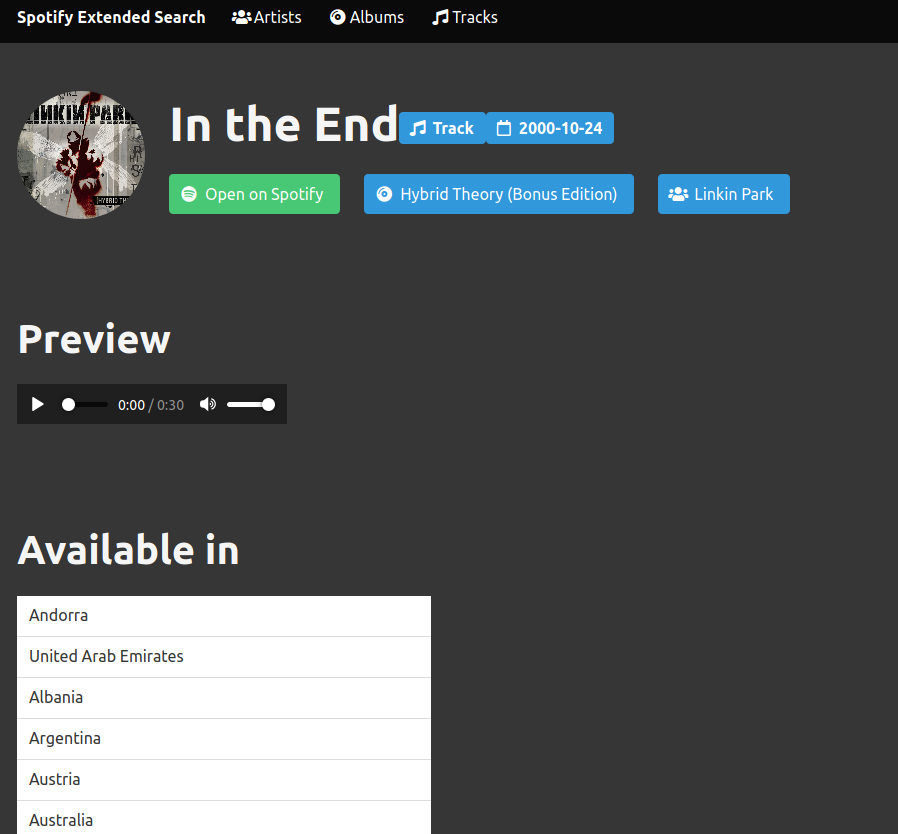 Spotify Extended Search Artists Albums Tracks
LINKIN PARK
In the End Track 2000-10-24
Open on Spotify Hybrid Theory (Bonus Edition) Linkin Park
Preview
0:00 / 0:30
Available in
Andorra
United Arab Emirates
Albania
Argentina
Austria
Australia